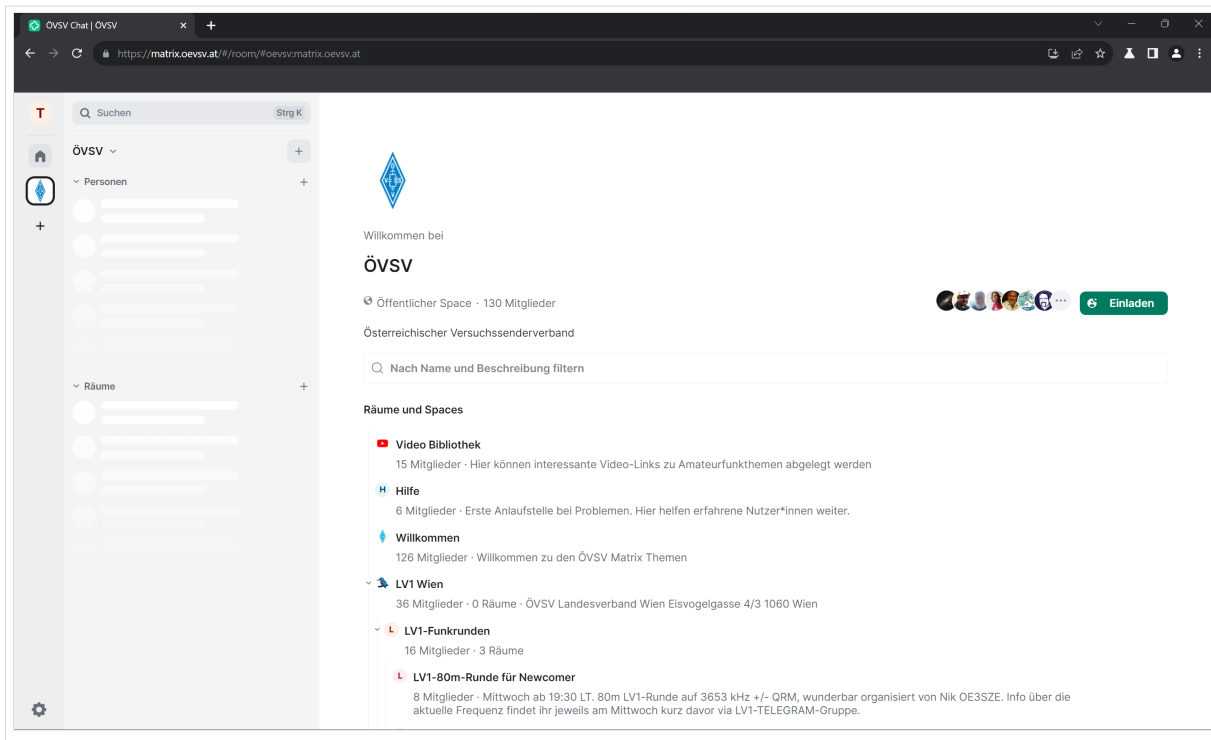 ÖVSV Chat | ÖVSV
https://matrix.oevsv.at/#/room/#oevsv:matrix.oevsv.at
T
Suchen
Strg K
ÖVSV
Personen
Räume
Willkommen bei
ÖVSV
Öffentlicher Space · 130 Mitglieder
Einladen
Österreichischer Versuchssenderverband
Nach Name und Beschreibung filtern
Räume und Spaces
Video Bibliothek
15 Mitglieder · Hier können interessante Video-Links zu Amateurfunkthemen abgelegt werden
H Hilfe
6 Mitglieder · Erste Anlaufstelle bei Problemen. Hier helfen erfahrene Nutzer*innen weiter.
Willkommen
126 Mitglieder · Willkommen zu den ÖVSV Matrix Themen
LV1 Wien
36 Mitglieder · 0 Räume · ÖVSV Landesverband Wien Eisvogelgasse 4/3 1060 Wien
L LV1-Funkrunden
16 Mitglieder · 3 Räume
L LV1-80m-Runde für Newcomer
8 Mitglieder · Mittwoch ab 19:30 LT. 80m LV1-Runde auf 3653 kHz +/- QRM, wunderbar organisiert von Nik OE3SZE. Info über die
aktuelle Frequenz findet ihr jeweils am Mittwoch kurz davor via LV1-TELEGRAM-Gruppe.